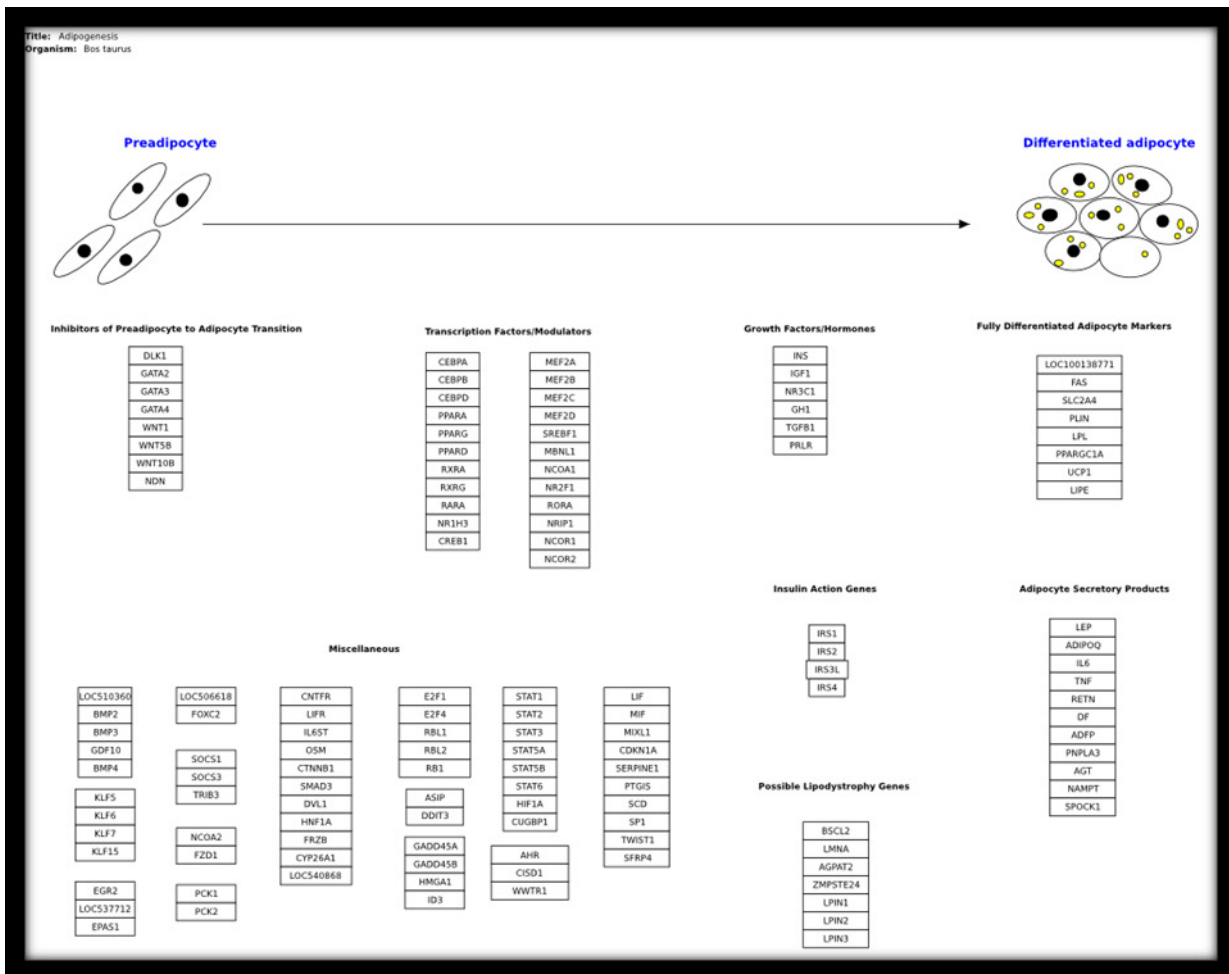 Title: Adipogenesis
Organism: Bos taurus
Preadipocyte
Differentiated adipocyte
Inhibitors of Preadipocyte to Adipocyte Transition
DLK1
GATA2
GATA3
GATA4
WNT1
WNT5B
WNT10B
NDN
Transcription Factors/Modulators
CEBPA
CEBPB
CEBPD
PPARA
PPARG
PPARD
RXRA
RXRG
RARA
NR1H3
CREB1
MEF2A
MEF2B
MEF2C
MEF2D
SREBF1
MBNL1
NCOA1
NR2F1
RORA
NRIP1
NCOR1
NCOR2
Growth Factors/Hormones
INS
IGF1
NR3C1
GH1
TGFB1
PRLR
Fully Differentiated Adipocyte Markers
LOC100138771
FAS
SLC2A4
PLIN
LPL
PPARGC1A
UCP1
LIPE
Insulin Action Genes
IRS1
IRS2
IRS3L
IRS4
Adipocyte Secretory Products
LEP
ADIPOQ
IL6
TNF
RETN
DF
ADFP
PNPLA3
AGT
NAMPT
SPOCK1
Miscellaneous
LOC510360
BMP2
BMP3
GDF10
BMP4
KLF5
KLF6
KLF7
KLF15
EGR2
LOC537712
EPAS1
LOC506618
FOXC2
SOCS1
SOCS3
TRIB3
NCOA2
FZD1
PCK1
PCK2
CNTFR
LIFR
IL6ST
OSM
CTNNB1
SMAD3
DVL1
HNF1A
FRZB
CYP26A1
LOC540868
E2F1
E2F4
RBL1
RBL2
RB1
ASIP
DDIT3
GADD45A
GADD45B
HMGA1
ID3
STAT1
STAT2
STAT3
STAT5A
STAT5B
STAT6
HIF1A
CUGBP1
AHR
CISD1
WWTR1
LIF
MIF
MIXL1
CDKN1A
SERPINE1
PTGIS
SCD
SP1
TWIST1
SFRP4
Possible Lipodystrophy Genes
BSCL2
LMNA
AGPAT2
ZMPSTE24
LPIN1
LPIN2
LPIN3